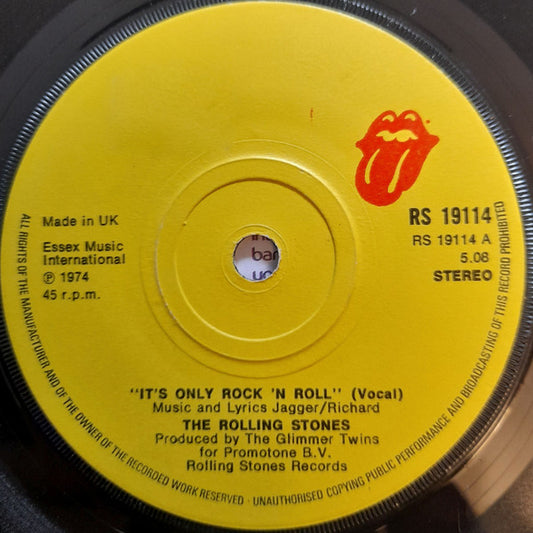 RS 19114
RS 19114 A
5.06
STEREO
Made in UK
Essex Music
International
Ⓟ 1974
45 r.p.m.
"IT'S ONLY ROCK 'N ROLL" (Vocal)
Music and Lyrics Jagger/Richard
THE ROLLING STONES
Produced by The Glimmer Twins
for Promotone B.V.
Rolling Stones Records
ALL RIGHTS OF THE MANUFACTURER AND OF THE OWNER OF THE RECORDED WORK RESERVED · UNAUTHORISED COPYING PUBLIC PERFORMANCE AND BROADCASTING OF THIS RECORD PROHIBITED